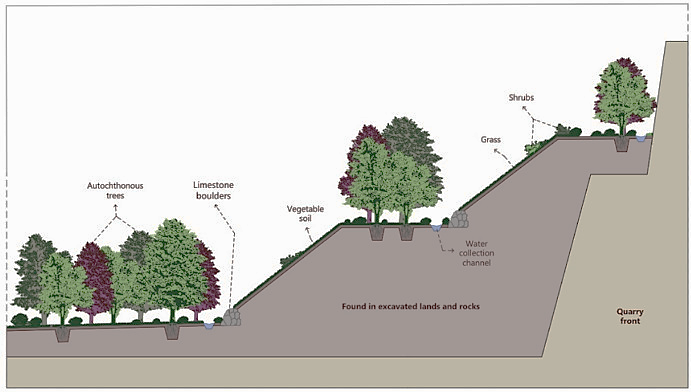 Shrubs
Grass
Autochthonous
trees
Limestone
boulders
Vegetable
soil
Water
collection
channel
Found in excavated lands and rocks
Quarry
front